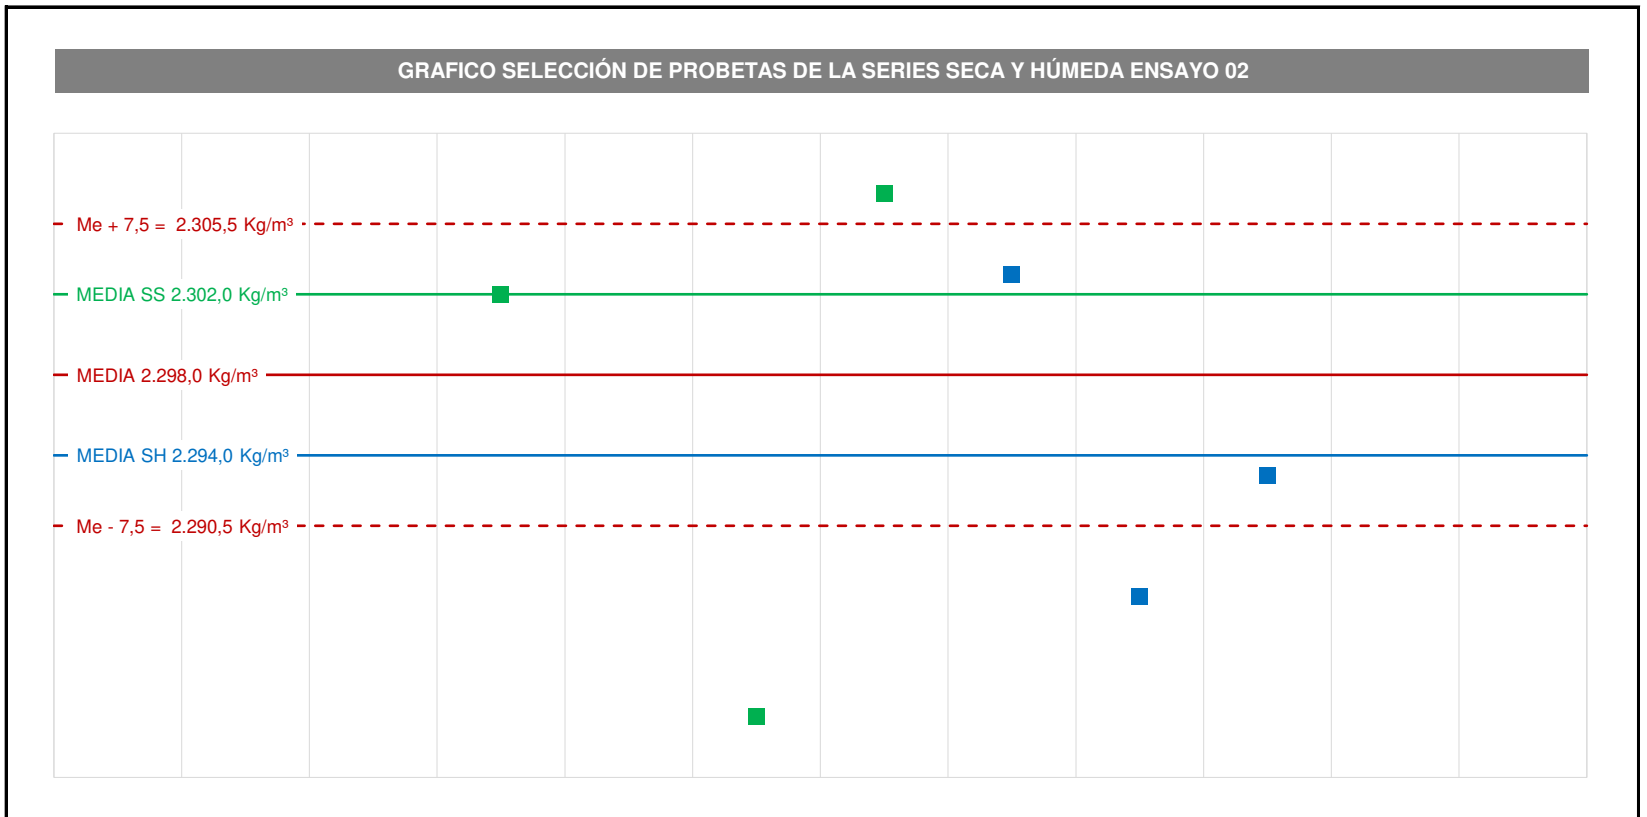 GRAFICO SELECCIÓN DE PROBETAS DE LA SERIES SECA Y HÚMEDA ENSAYO 02
Me + 7,5 = 2.305,5 Kg/m³
MEDIA SS 2.302,0 Kg/m³
MEDIA 2.298,0 Kg/m³
MEDIA SH 2.294,0 Kg/m³
Me - 7,5 = 2.290,5 Kg/m³